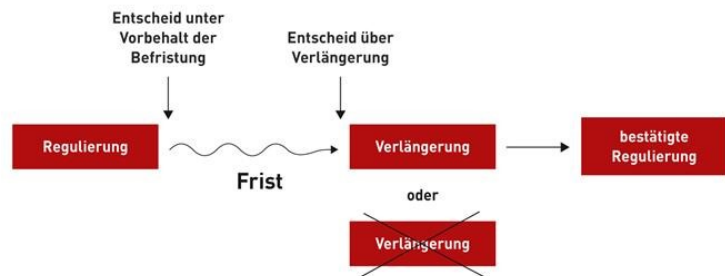 Entscheid unter
Vorbehalt der
Befristung
Entscheid über
Verlängerung
Regulierung
Frist
Verlängerung
bestätigte
Regulierung
oder
Verlängerung